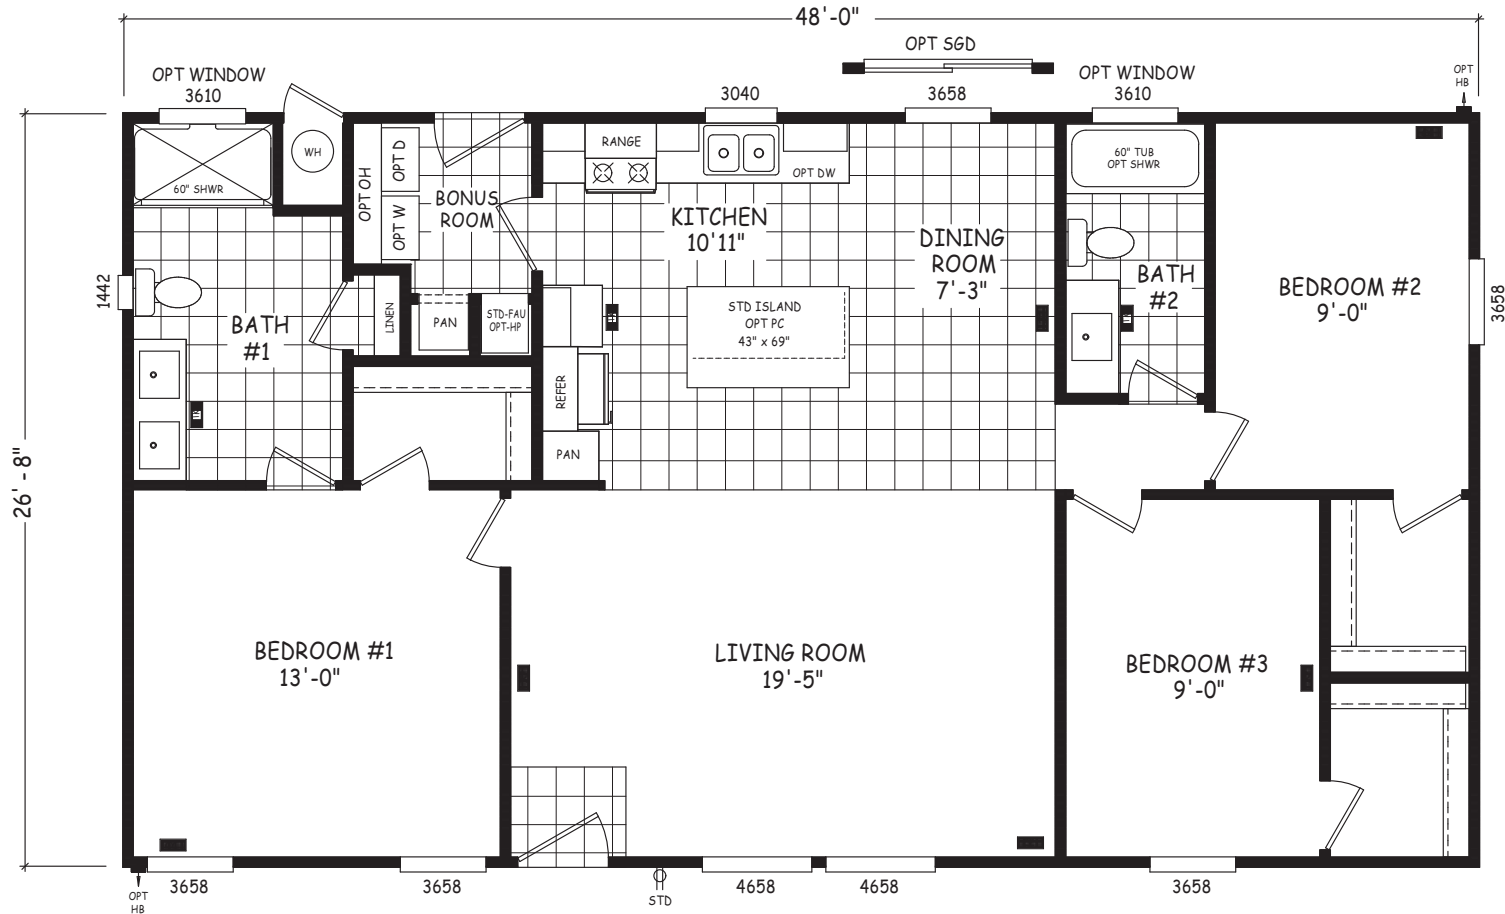 48'-0"
OPT SGD
OPT WINDOW
3610
3040
3658
OPT WINDOW
3610
OPT
HB
60" SHWR
WH
OPT OH
OPT D
OPT W
BONUS
ROOM
RANGE
OPT DW
KITCHEN
10'11"
DINING
ROOM
7'-3"
60" TUB
OPT SHWR
BATH
#2
BEDROOM #2
9'-0"
3658
1442
BATH
#1
LINEN
PAN
STD-FAU
OPT-HP
STD ISLAND
OPT PC
43" x 69"
REFER
PAN
26'-8"
BEDROOM #1
13'-0"
LIVING ROOM
19'-5"
BEDROOM #3
9'-0"
OPT
HB
3658
3658
STD
4658
4658
3658